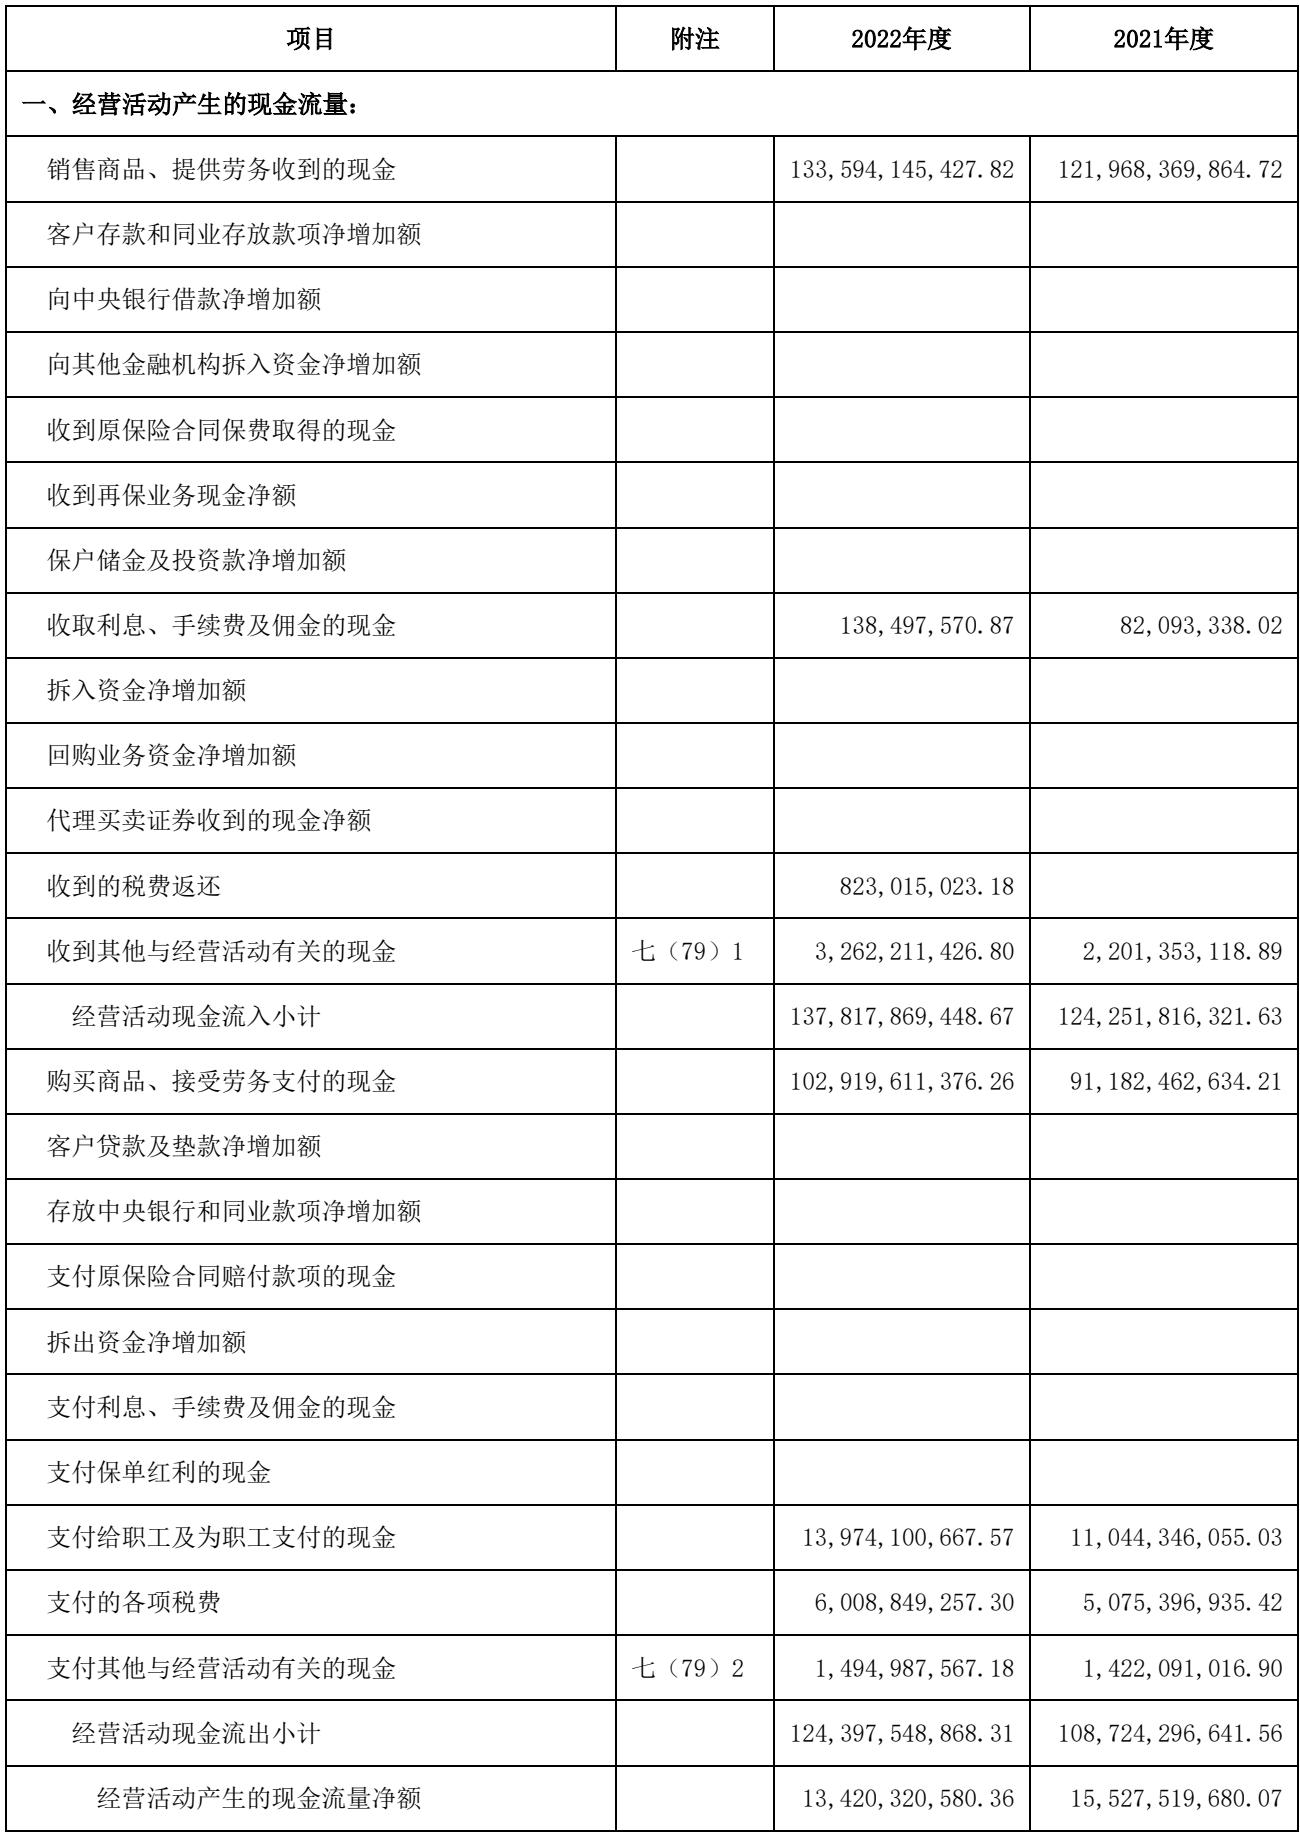 项目 附注 2022年度 2021年度
一、经营活动产生的现金流量：
销售商品、提供劳务收到的现金 133,594,145,427.82 121,968,369,864.72
客户存款和同业存放款项净增加额
向中央银行借款净增加额
向其他金融机构拆入资金净增加额
收到原保险合同保费取得的现金
收到再保业务现金净额
保户储金及投资款净增加额
收取利息、手续费及佣金的现金 138,497,570.87 82,093,338.02
拆入资金净增加额
回购业务资金净增加额
代理买卖证券收到的现金净额
收到的税费返还 823,015,023.18
收到其他与经营活动有关的现金 七（79）1 3,262,211,426.80 2,201,353,118.89
经营活动现金流入小计 137,817,869,448.67 124,251,816,321.63
购买商品、接受劳务支付的现金 102,919,611,376.26 91,182,462,634.21
客户贷款及垫款净增加额
存放中央银行和同业款项净增加额
支付原保险合同赔付款项的现金
拆出资金净增加额
支付利息、手续费及佣金的现金
支付保单红利的现金
支付给职工及为职工支付的现金 13,974,100,667.57 11,044,346,055.03
支付的各项税费 6,008,849,257.30 5,075,396,935.42
支付其他与经营活动有关的现金 七（79）2 1,494,987,567.18 1,422,091,016.90
经营活动现金流出小计 124,397,548,868.31 108,724,296,641.56
经营活动产生的现金流量净额 13,420,320,580.36 15,527,519,680.07